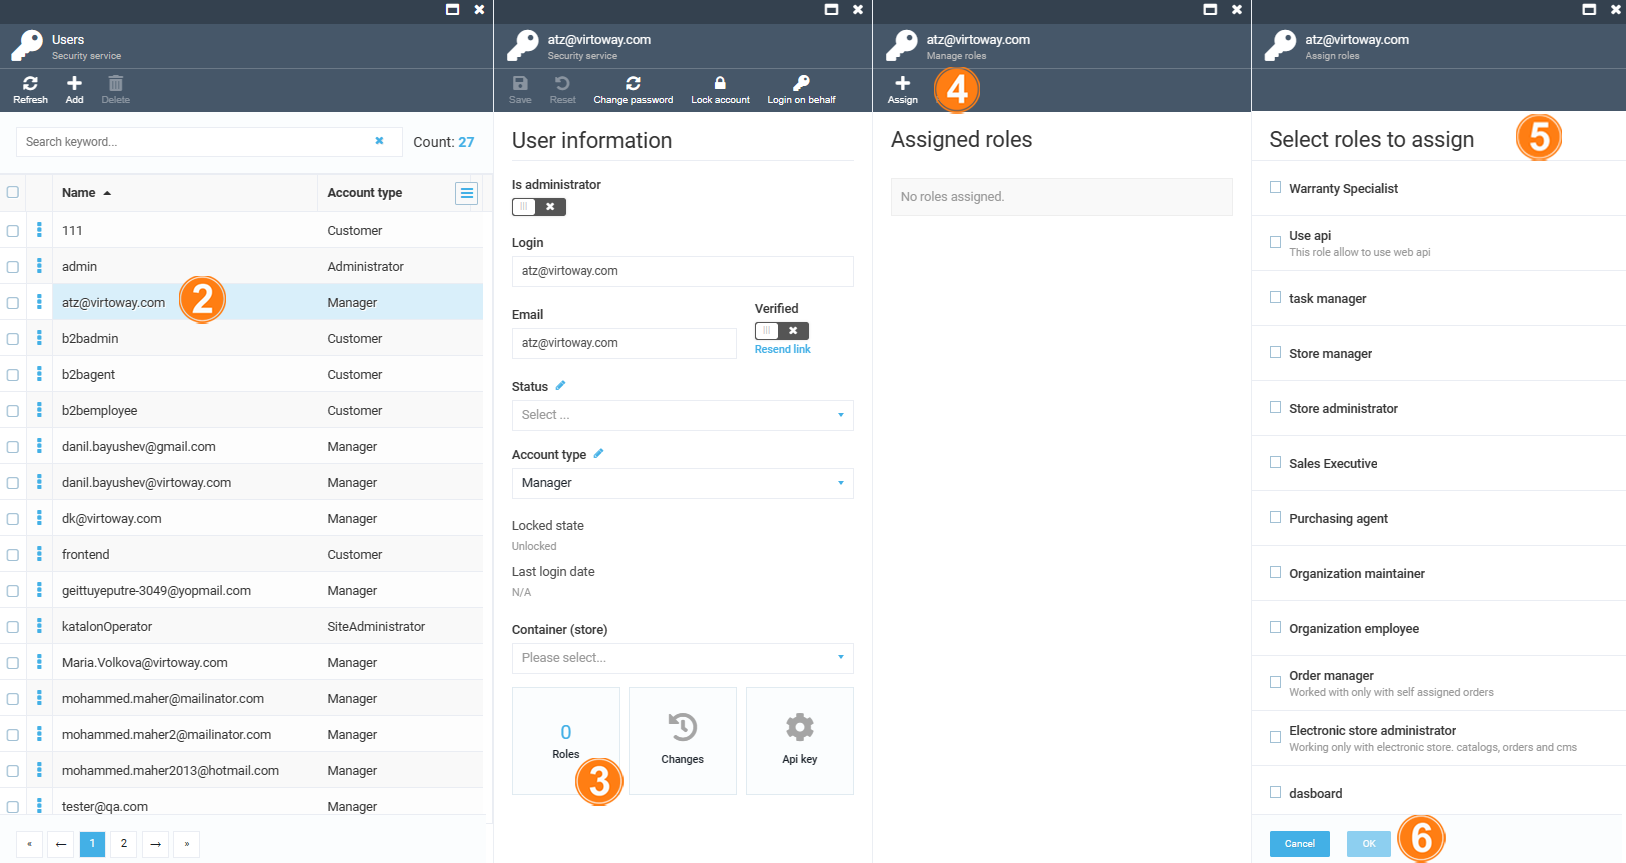 Users
Security service
Refresh
Add
Delete
Search keyword...
Count: 27
Name
Account type
111
Customer
admin
Administrator
atz@virtoway.com
2
Manager
b2badmin
Customer
b2bagent
Customer
b2bemployee
Customer
danil.bayushev@gmail.com
Manager
danil.bayushev@virtoway.com
Manager
dk@virtoway.com
Manager
frontend
Customer
geittuyeputre-3049@yopmail.com
Manager
katalonOperator
SiteAdministrator
Maria.Volkova@virtoway.com
Manager
mohammed.maher@mailinator.com
Manager
mohammed.maher2@mailinator.com
Manager
mohammed.maher2013@hotmail.com
Manager
tester@qa.com
Manager
«
←
1
2
→
»
atz@virtoway.com
Security service
Save
Reset
Change password
Lock account
Login on behalf
User information
Is administrator
Login
atz@virtoway.com
Email
atz@virtoway.com
Verified
Resend link
Status
Select ...
Account type
Manager
Locked state
Unlocked
Last login date
N/A
Container (store)
Please select...
0
Roles
3
Changes
Api key
atz@virtoway.com
Manage roles
Assign
4
Assigned roles
No roles assigned.
atz@virtoway.com
Assign roles
Select roles to assign
5
Warranty Specialist
Use api
This role allow to use web api
task manager
Store manager
Store administrator
Sales Executive
Purchasing agent
Organization maintainer
Organization employee
Order manager
Worked with only with self assigned orders
Electronic store administrator
Working only with electronic store. catalogs, orders and cms
dasboard
Cancel
OK
6